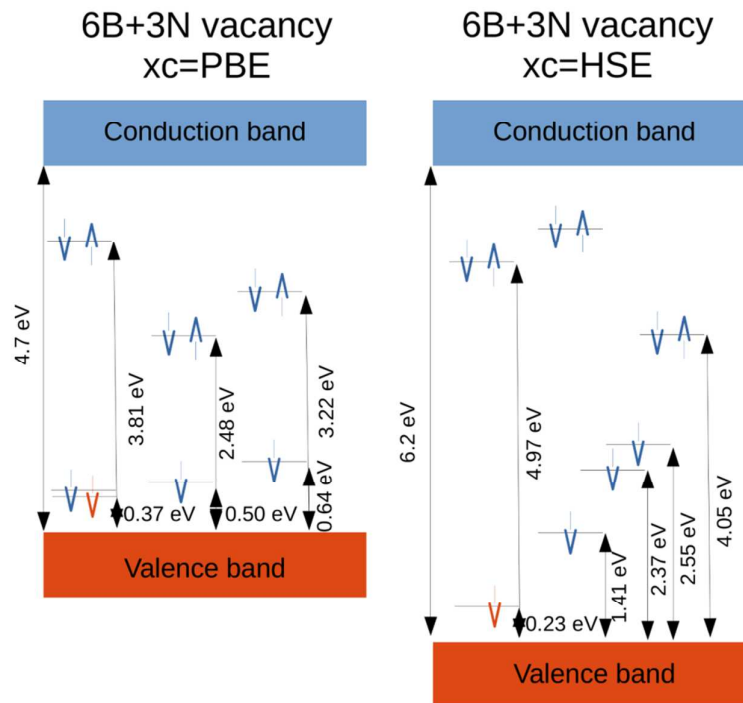 6B+3N vacancy
xc=PBE
Conduction band
4.7 eV
3.81 eV
2.48 eV
3.22 eV
0.37 eV
0.50 eV
0.64 eV
Valence band
6B+3N vacancy
xc=HSE
Conduction band
6.2 eV
4.97 eV
0.23 eV
1.41 eV
2.37 eV
2.55 eV
4.05 eV
Valence band